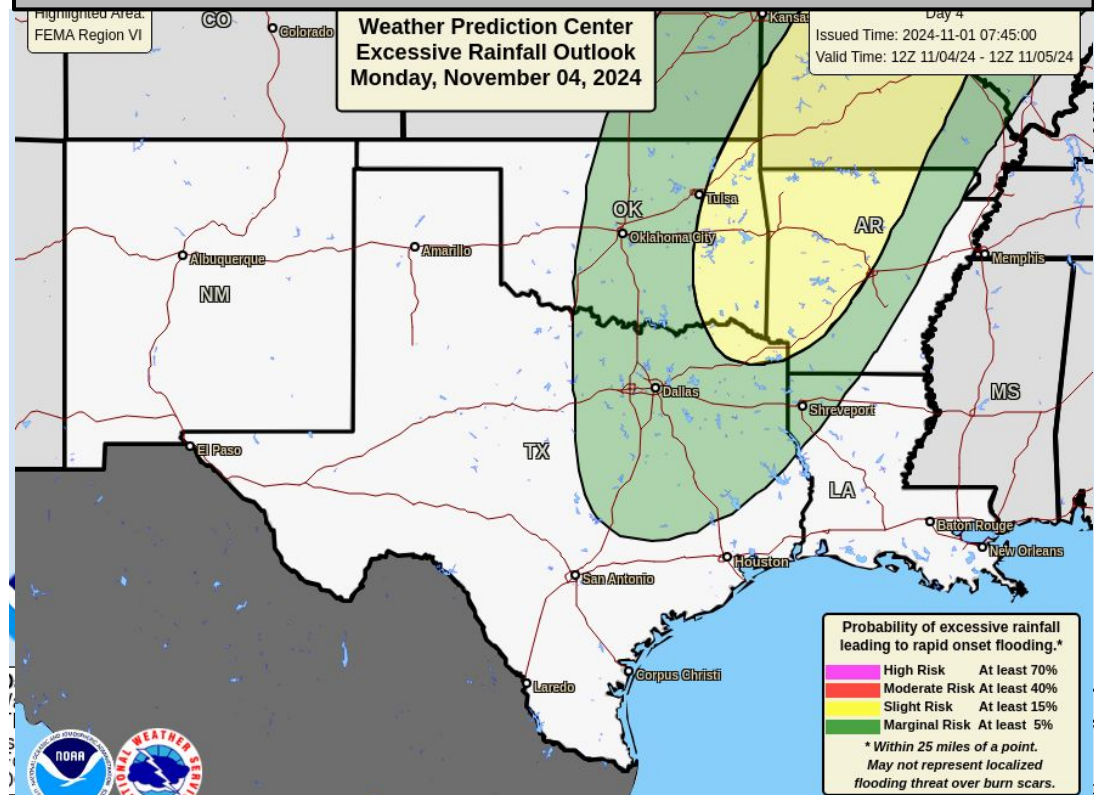 Highlighted Area:
FEMA Region VI
Weather Prediction Center
Excessive Rainfall Outlook
Monday, November 04, 2024
Day 4
Issued Time: 2024-11-01 07:45:00
Valid Time: 12Z 11/04/24 - 12Z 11/05/24
CO
Colorado
Kansas
Tulsa
OK
Oklahoma City
AR
Albuquerque
Amarillo
Memphis
NM
Dallas
MS
Shreveport
El Paso
TX
LA
Baton Rouge
New Orleans
Houston
San Antonio
Corpus Christi
Laredo
Probability of excessive rainfall
leading to rapid onset flooding.*
High Risk At least 70%
Moderate Risk At least 40%
Slight Risk At least 15%
Marginal Risk At least 5%
* Within 25 miles of a point.
May not represent localized
flooding threat over burn scars.
NOAA
WEATHER